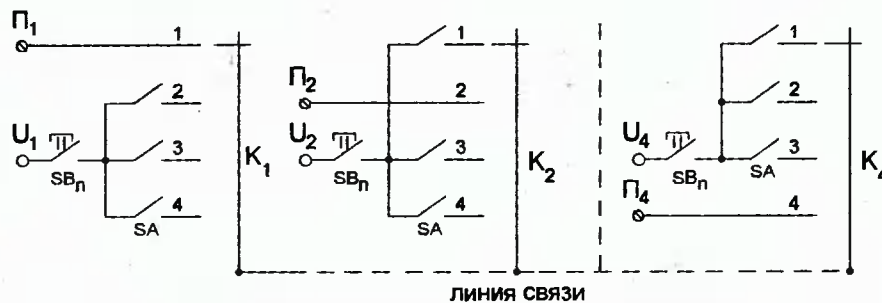 П1 1
2
U1 3
SBп
4
SA
K1
1
П2 2
U2 3
SBп
4
SA
K2
1
2
U4 3
SBп SA
П4 4
K4
ЛИНИЯ СВЯЗИ